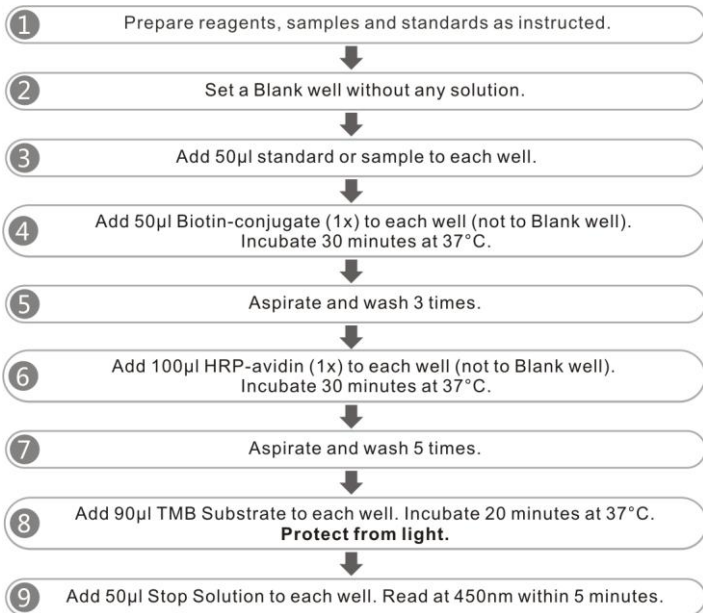 1 Prepare reagents, samples and standards as instructed.
2 Set a Blank well without any solution.
3 Add 50µl standard or sample to each well.
4 Add 50µl Biotin-conjugate (1x) to each well (not to Blank well).
Incubate 30 minutes at 37°C.
5 Aspirate and wash 3 times.
6 Add 100µl HRP-avidin (1x) to each well (not to Blank well).
Incubate 30 minutes at 37°C.
7 Aspirate and wash 5 times.
8 Add 90µl TMB Substrate to each well. Incubate 20 minutes at 37°C.
Protect from light.
9 Add 50µl Stop Solution to each well. Read at 450nm within 5 minutes.